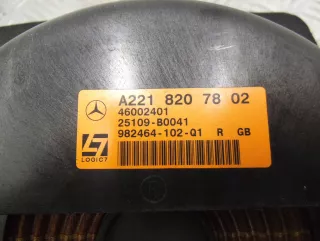 A221 820 78 02
46002401
25109-B0041
982464-102-Q1 R GB
LOGIC7